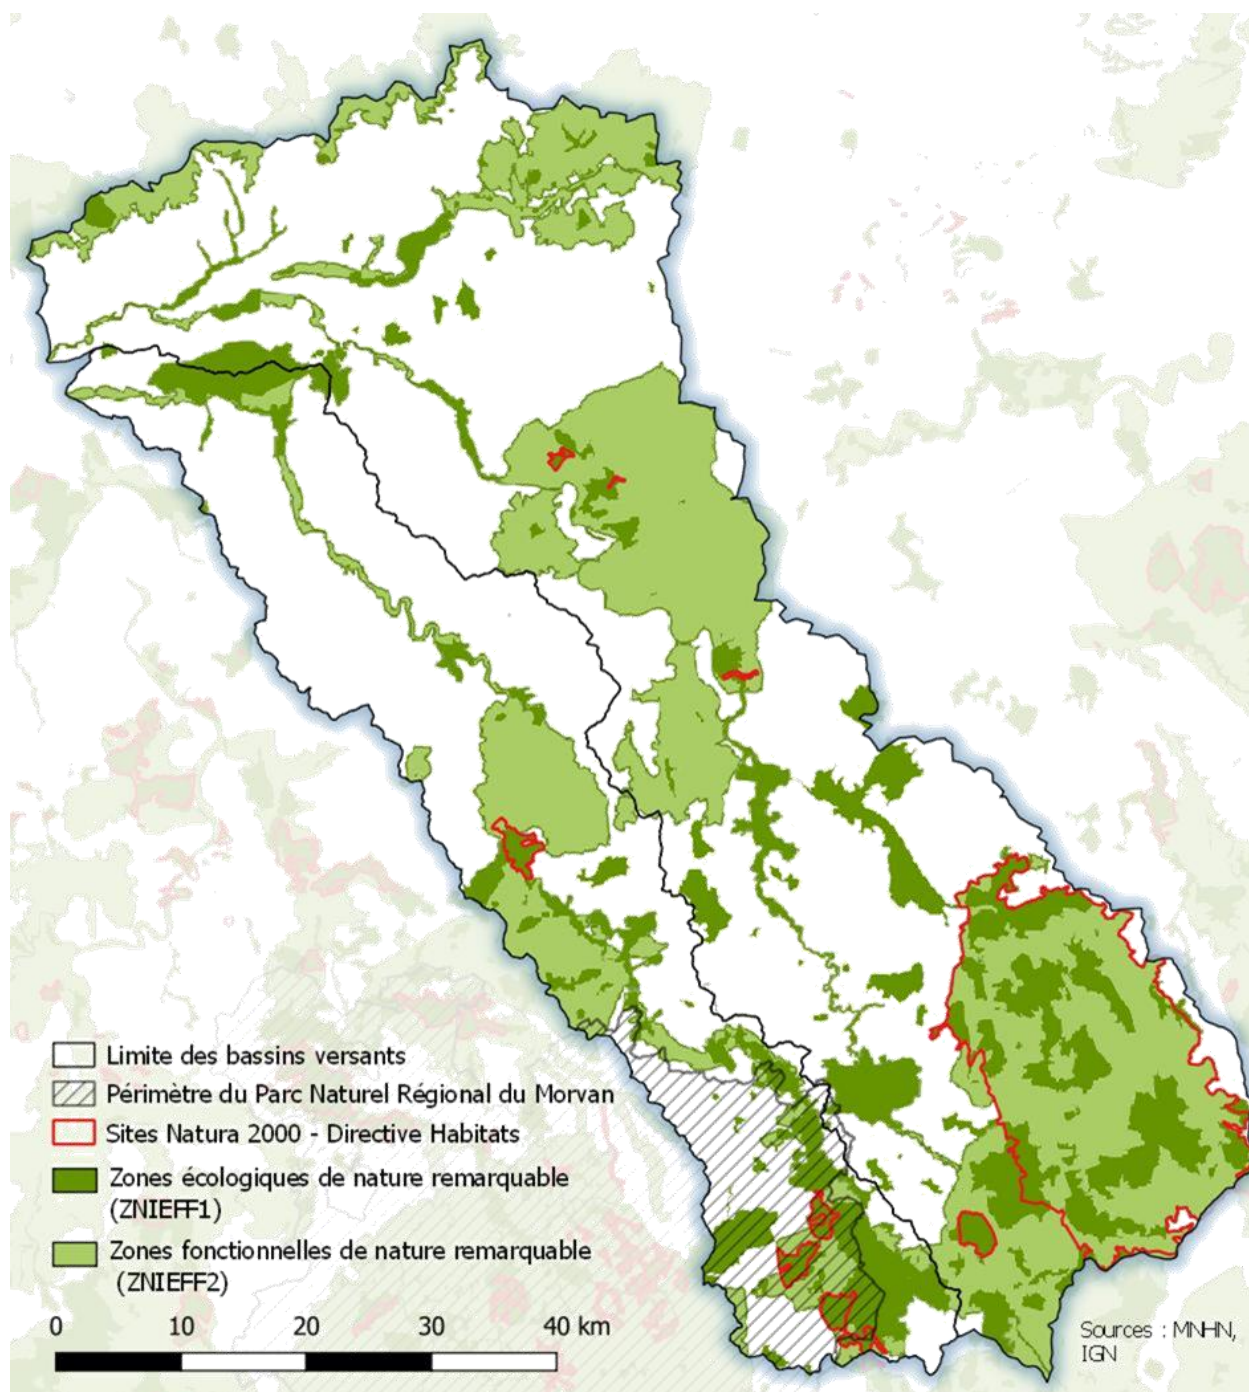 Limite des bassins versants
Périmètre du Parc Naturel Régional du Morvan
Sites Natura 2000 - Directive Habitats
Zones écologiques de nature remarquable
(ZNIEFF1)
Zones fonctionnelles de nature remarquable
(ZNIEFF2)
0 10 20 30 40 km
Sources : MNHN,
IGN